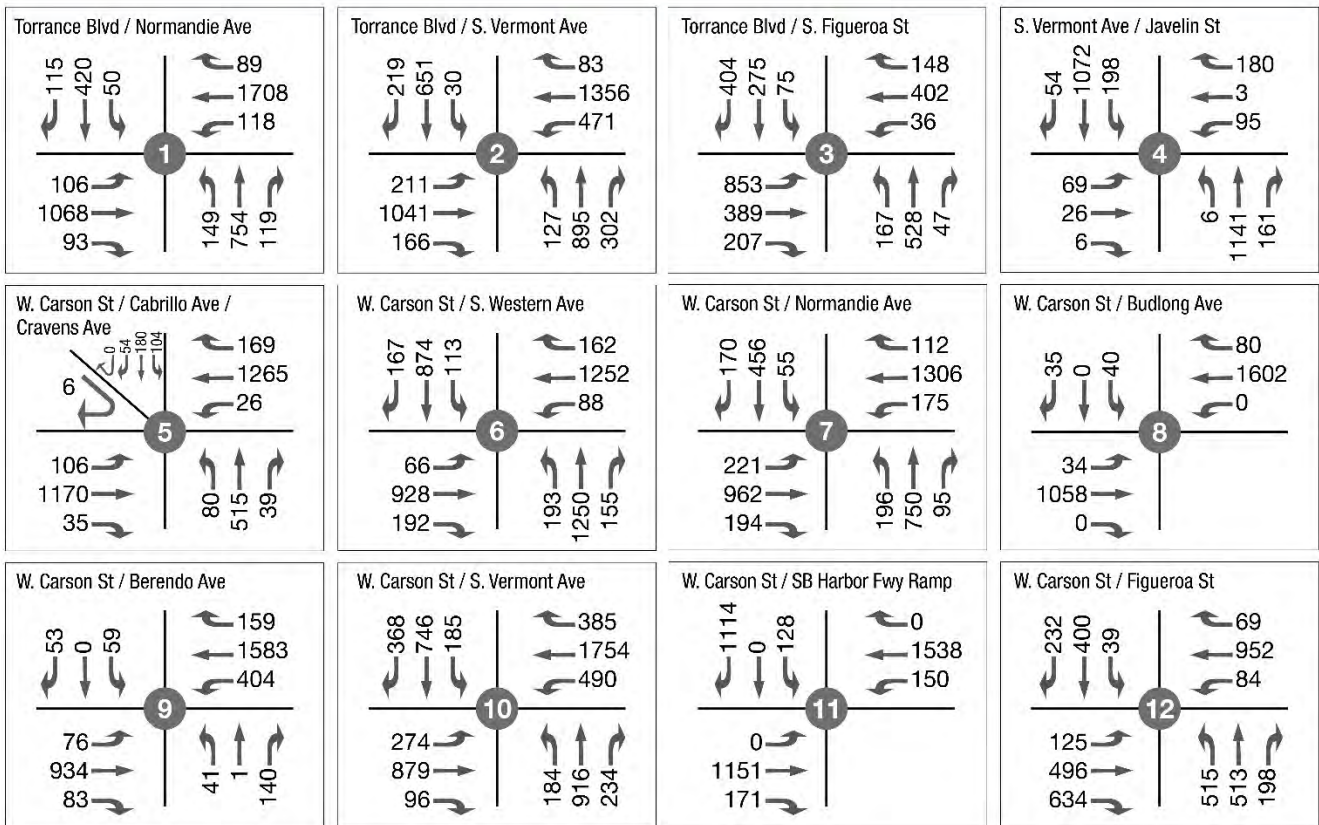 Torrance Blvd / Normandie Ave
115 420 50
89
1708
118
1
106
1068
93
149 754 119
Torrance Blvd / S. Vermont Ave
219 651 30
83
1356
471
2
211
1041
166
127 895 302
Torrance Blvd / S. Figueroa St
404 275 75
148
402
36
3
853
389
207
167 528 47
S. Vermont Ave / Javelin St
54 1072 198
180
3
95
4
69
26
6
6 1141 161
W. Carson St / Cabrillo Ave /
Cravens Ave
0 54 180 104
6
169
1265
26
5
106
1170
35
80 515 39
W. Carson St / S. Western Ave
167 874 113
162
1252
88
6
66
928
192
193 1250 155
W. Carson St / Normandie Ave
170 456 55
112
1306
175
7
221
962
194
196 750 95
W. Carson St / Budlong Ave
35 0 40
80
1602
0
8
34
1058
0
W. Carson St / Berendo Ave
53 0 59
159
1583
404
9
76
934
83
41 1 140
W. Carson St / S. Vermont Ave
368 746 185
385
1754
490
10
274
879
96
184 916 234
W. Carson St / SB Harbor Fwy Ramp
1114 0 128
0
1538
150
11
0
1151
171
W. Carson St / Figueroa St
232 400 39
69
952
84
12
125
496
634
515 513 198